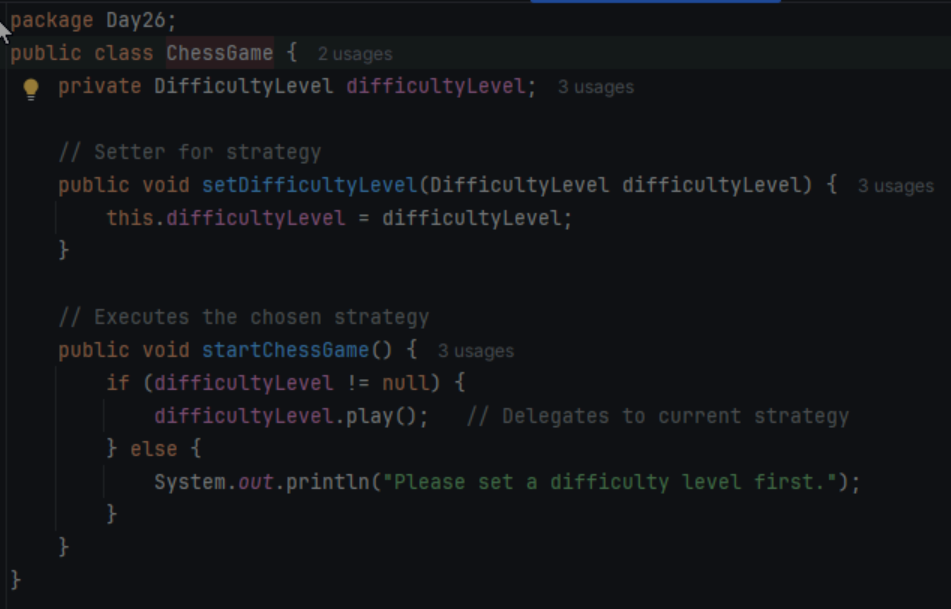 package Day26;
public class ChessGame {  2 usages
    private DifficultyLevel difficultyLevel;  3 usages

    // Setter for strategy
    public void setDifficultyLevel(DifficultyLevel difficultyLevel) {  3 usages
        this.difficultyLevel = difficultyLevel;
    }

    // Executes the chosen strategy
    public void startChessGame() {  3 usages
        if (difficultyLevel != null) {
            difficultyLevel.play();   // Delegates to current strategy
        } else {
            System.out.println("Please set a difficulty level first.");
        }
    }
}